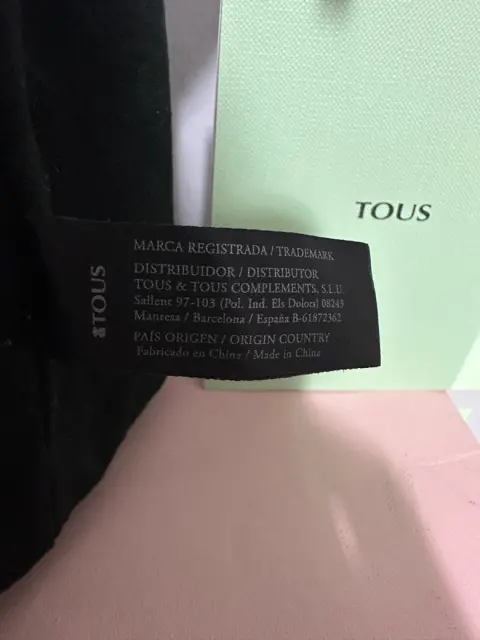 TOUS
MARCA REGISTRADA / TRADEMARK
DISTRIBUIDOR / DISTRIBUTOR
TOUS & TOUS COMPLEMENTS, S.L.U.
Sallent 97-103 (Pol. Ind. Els Dolors) 08243
Manresa / Barcelona / España B-61872362
PAÍS ORIGEN / ORIGIN COUNTRY
Fabricado en China / Made in China
TOUS